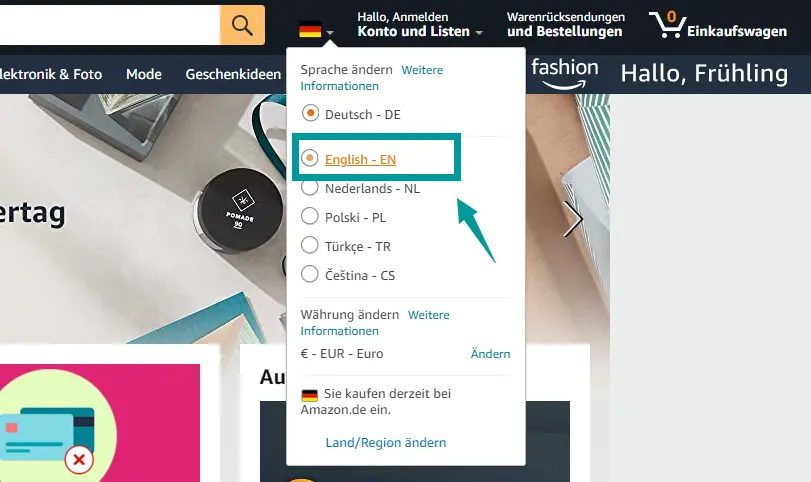 0
Hallo, Anmelden
Konto und Listen
Warenrücksendungen
und Bestellungen
Einkaufswagen
lektronik & Foto Mode Geschenkideen
fashion
Hallo, Frühling
Sprache ändern Weitere
Informationen
Deutsch - DE
English - EN
Nederlands - NL
Polski - PL
Türkçe - TR
Čeština - CS
Währung ändern Weitere
Informationen
€ - EUR - Euro Ändern
Sie kaufen derzeit bei
Amazon.de ein.
Land/Region ändern
ertag
POMADE
90
Au